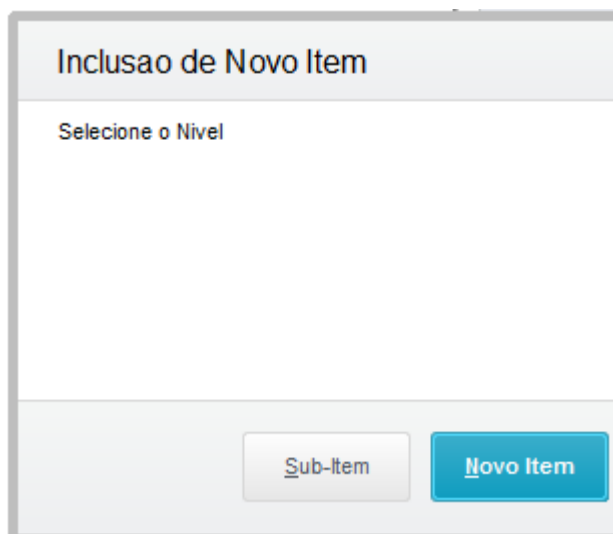 Inclusao de Novo Item
Selecione o Nivel
Sub-Item
Novo Item